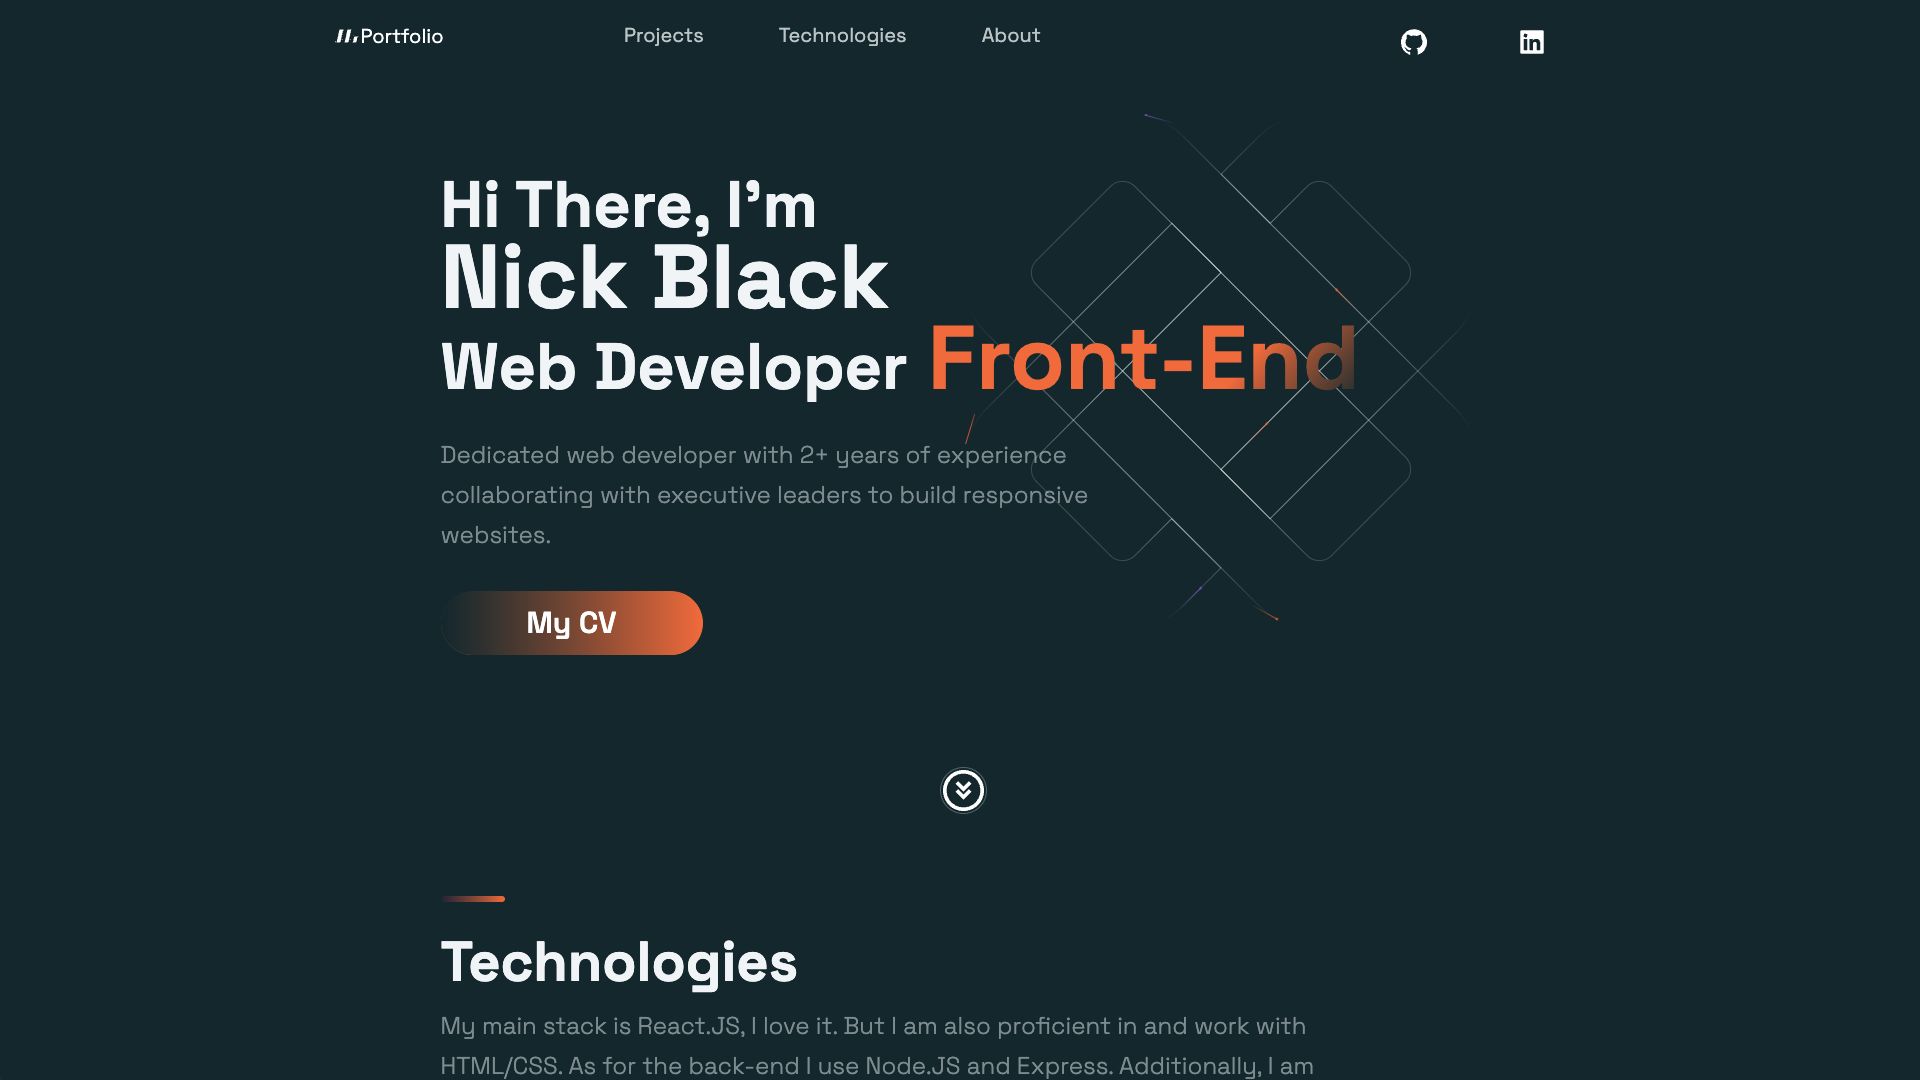 Portfolio
Projects
Technologies
About
Hi There, I’m
Nick Black
Web Developer Front-End
Dedicated web developer with 2+ years of experience
collaborating with executive leaders to build responsive
websites.
My CV
Technologies
My main stack is React.JS, I love it. But I am also proficient in and work with
HTML/CSS. As for the back-end I use Node.JS and Express. Additionally, I am